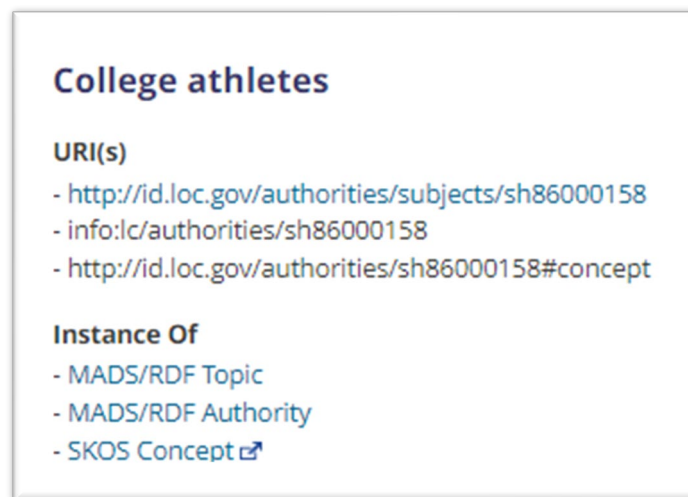 College athletes
URI(s)
- http://id.loc.gov/authorities/subjects/sh86000158
- info:lc/authorities/sh86000158
- http://id.loc.gov/authorities/sh86000158#concept
Instance Of
- MADS/RDF Topic
- MADS/RDF Authority
- SKOS Concept